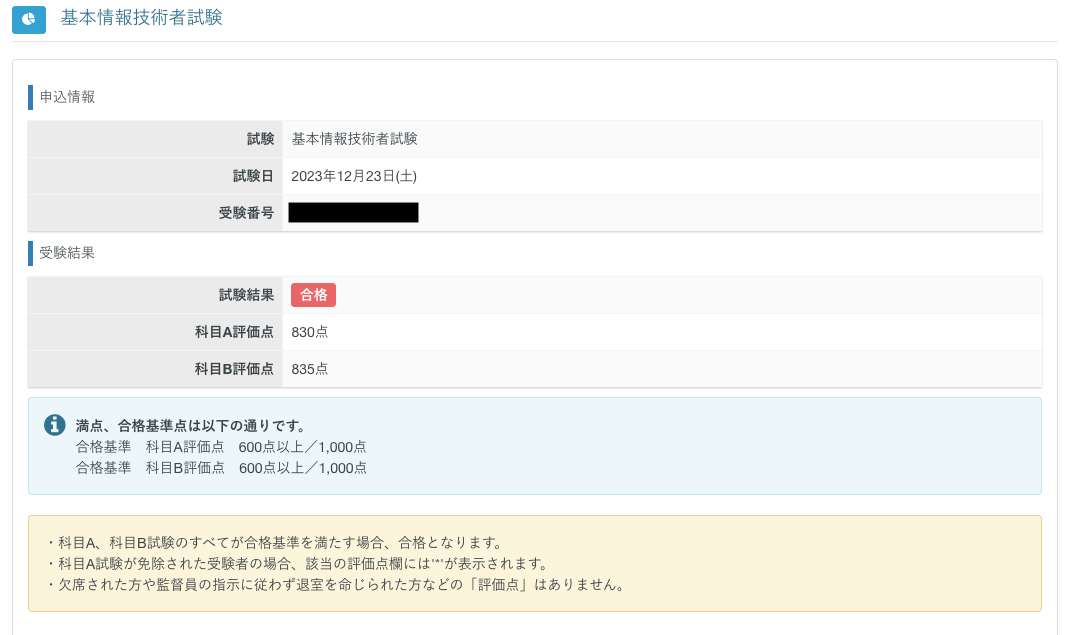 基本情報技術者試験
申込情報
試験 基本情報技術者試験
試験日 2023年12月23日(土)
受験番号
受験結果
試験結果 合格
科目A評価点 830点
科目B評価点 835点
満点、合格基準点は以下の通りです。
合格基準　科目A評価点　600点以上／1,000点
合格基準　科目B評価点　600点以上／1,000点
・科目A、科目B試験のすべてが合格基準を満たす場合、合格となります。
・科目A試験が免除された受験者の場合、該当の評価点欄には'*'が表示されます。
・欠席された方や監督員の指示に従わず退室を命じられた方などの「評価点」はありません。